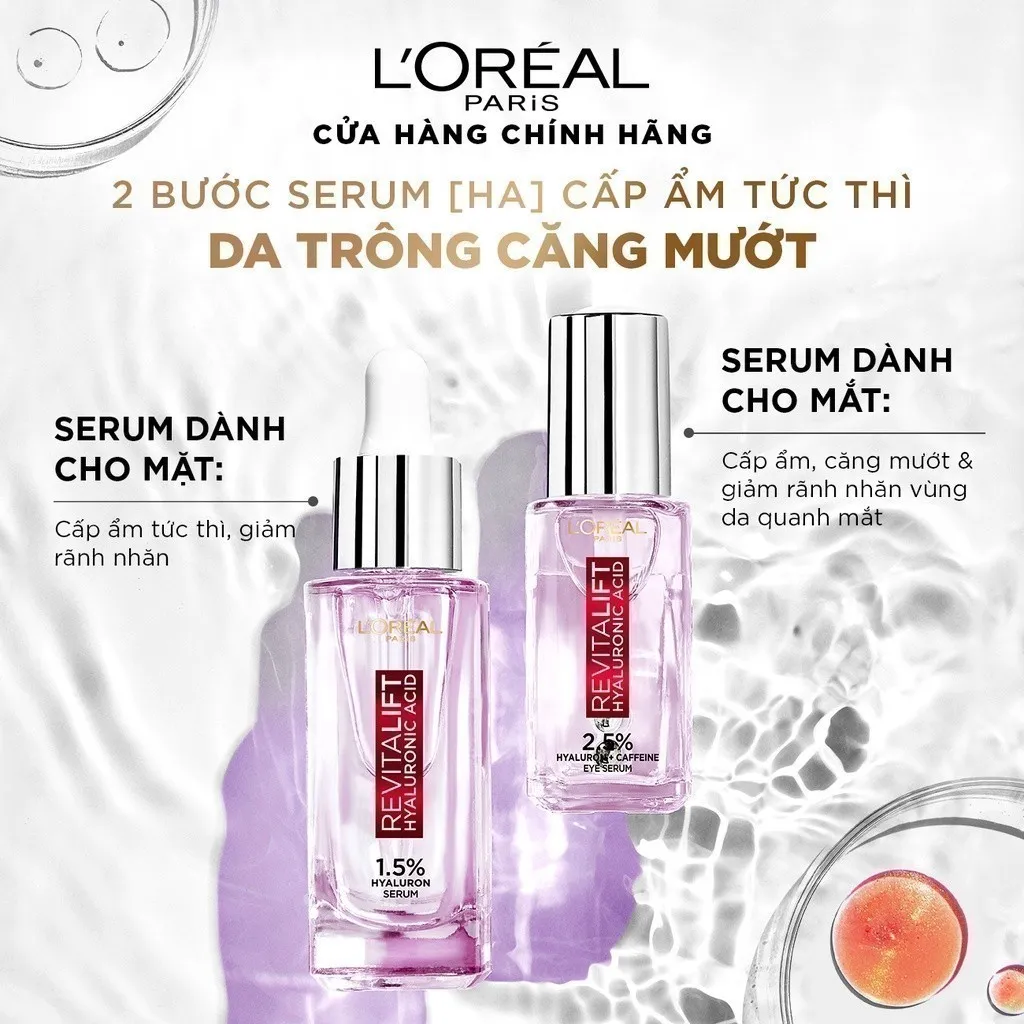 L'ORÉAL
PARiS
CỬA HÀNG CHÍNH HÃNG
2 BƯỚC SERUM [HA] CẤP ẨM TỨC THÌ
DA TRÔNG CĂNG MƯỚT
SERUM DÀNH
CHO MẶT:
Cấp ẩm tức thì, giảm
rãnh nhăn
SERUM DÀNH
CHO MẮT:
Cấp ẩm, căng mướt &
giảm rãnh nhăn vùng
da quanh mắt
L'ORÉAL
PARIS
REVITALIFT
HYALURONIC ACID
1.5%
HYALURON
SERUM
L'ORÉAL
PARIS
REVITALIFT
HYALURONIC ACID
2.5%
HYALURON+ CAFFEINE
EYE SERUM